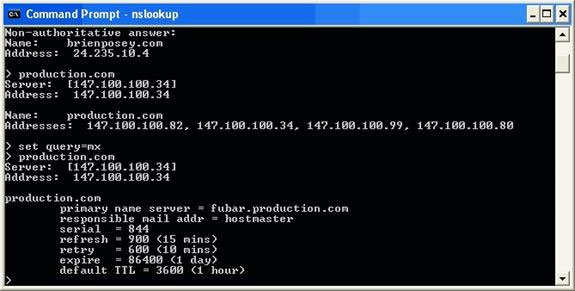 Command Prompt - nslookup
Non-authoritative answer:
Name:    brienposey.com
Address:  24.235.10.4

> production.com
Server:  [147.100.100.34]
Address:  147.100.100.34

Name:    production.com
Addresses:  147.100.100.82, 147.100.100.34, 147.100.100.99, 147.100.100.80

> set query=mx
> production.com
Server:  [147.100.100.34]
Address:  147.100.100.34

production.com
        primary name server = fubar.production.com
        responsible mail addr = hostmaster
        serial  = 844
        refresh = 900 (15 mins)
        retry   = 600 (10 mins)
        expire  = 86400 (1 day)
        default TTL = 3600 (1 hour)
>